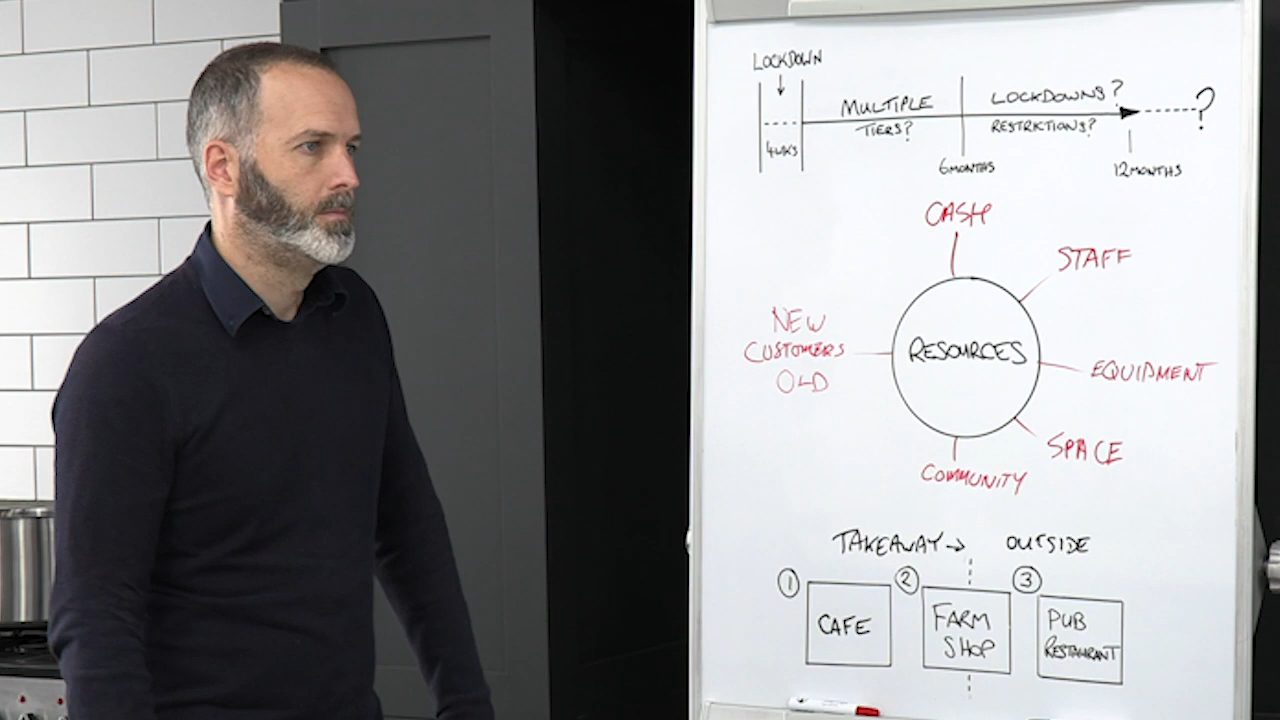 LOCKDOWN
MULTIPLE
TIERS?
LOCKDOWNS?
RESTRICTIONS?
?
4WKS
6MONTHS
12MONTHS
CASH
STAFF
NEW
CUSTOMERS
OLD
RESOURCES
EQUIPMENT
SPACE
COMMUNITY
TAKEAWAY→ OUTSIDE
1 2 3
CAFE
FARM
SHOP
PUB
RESTAURANT